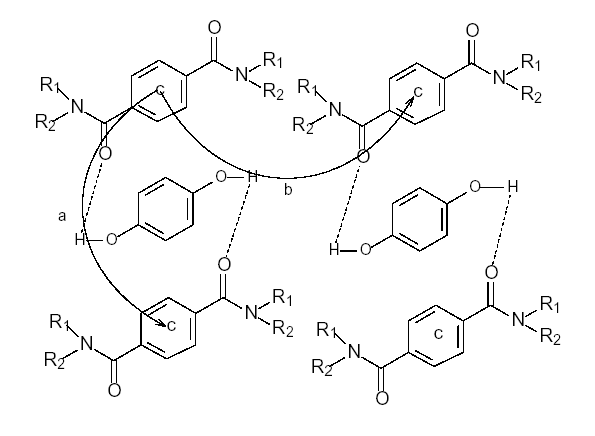 O O
R1 N R1 R2 C R1 N R1 R2 C
R2 N R2 N
O O
O H O H
a b
H O H O
O O
R1 N R1 R1 N R1
R2 N C R2 R2 N C R2
O O